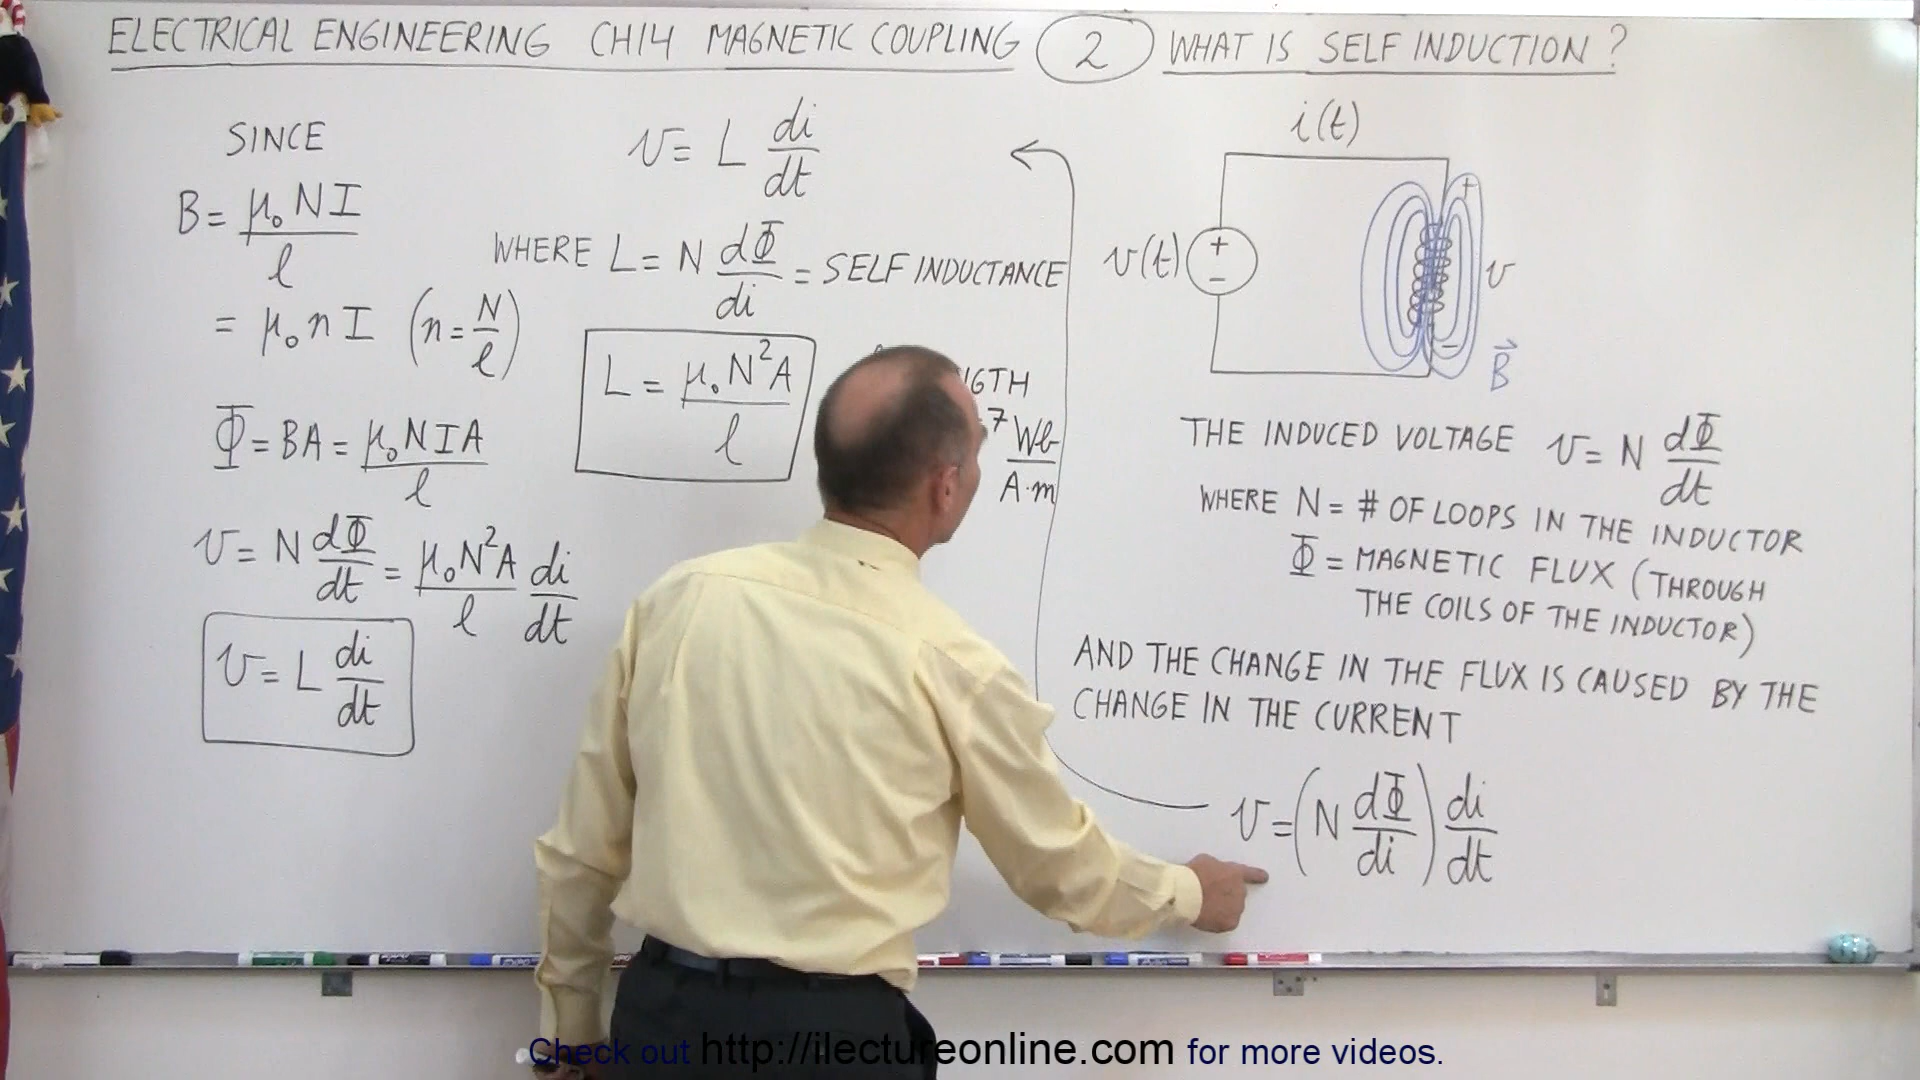 ELECTRICAL ENGINEERING CH14 MAGNETIC COUPLING 2 WHAT IS SELF INDUCTION?
SINCE
B = μ₀NI / ℓ
= μ₀nI (n = N/ℓ)
Φ = BA = μ₀NIA / ℓ
v = N dΦ/dt = μ₀N²A/ℓ di/dt
v = L di/dt
v = L di/dt
WHERE L = N dΦ/di = SELF INDUCTANCE
L = μ₀N²A / ℓ
Wb / A·m
i(t)
v(t)
+
−
+
v
−
B⃗
THE INDUCED VOLTAGE v = N dΦ/dt
WHERE N = # OF LOOPS IN THE INDUCTOR
Φ = MAGNETIC FLUX (THROUGH
THE COILS OF THE INDUCTOR)
AND THE CHANGE IN THE FLUX IS CAUSED BY THE
CHANGE IN THE CURRENT
v = (N dΦ/di) di/dt
Check out http://ilectureonline.com for more videos.